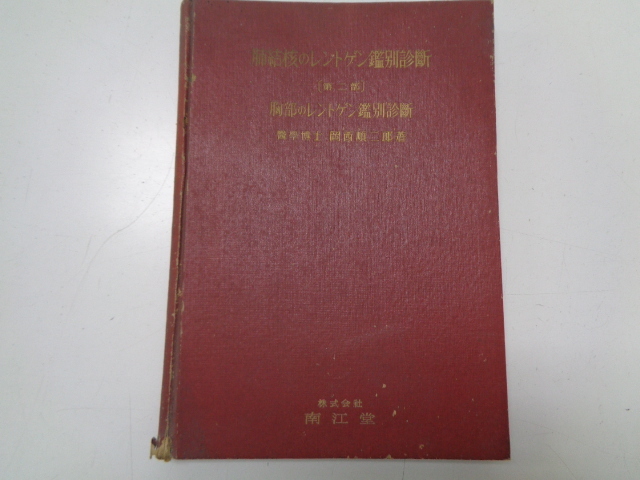 肺結核のレントゲン鑑別診断
〔第二部〕
胸部のレントゲン鑑別診断
醫學博士 岡西順二郎 著
株式会社
南江堂